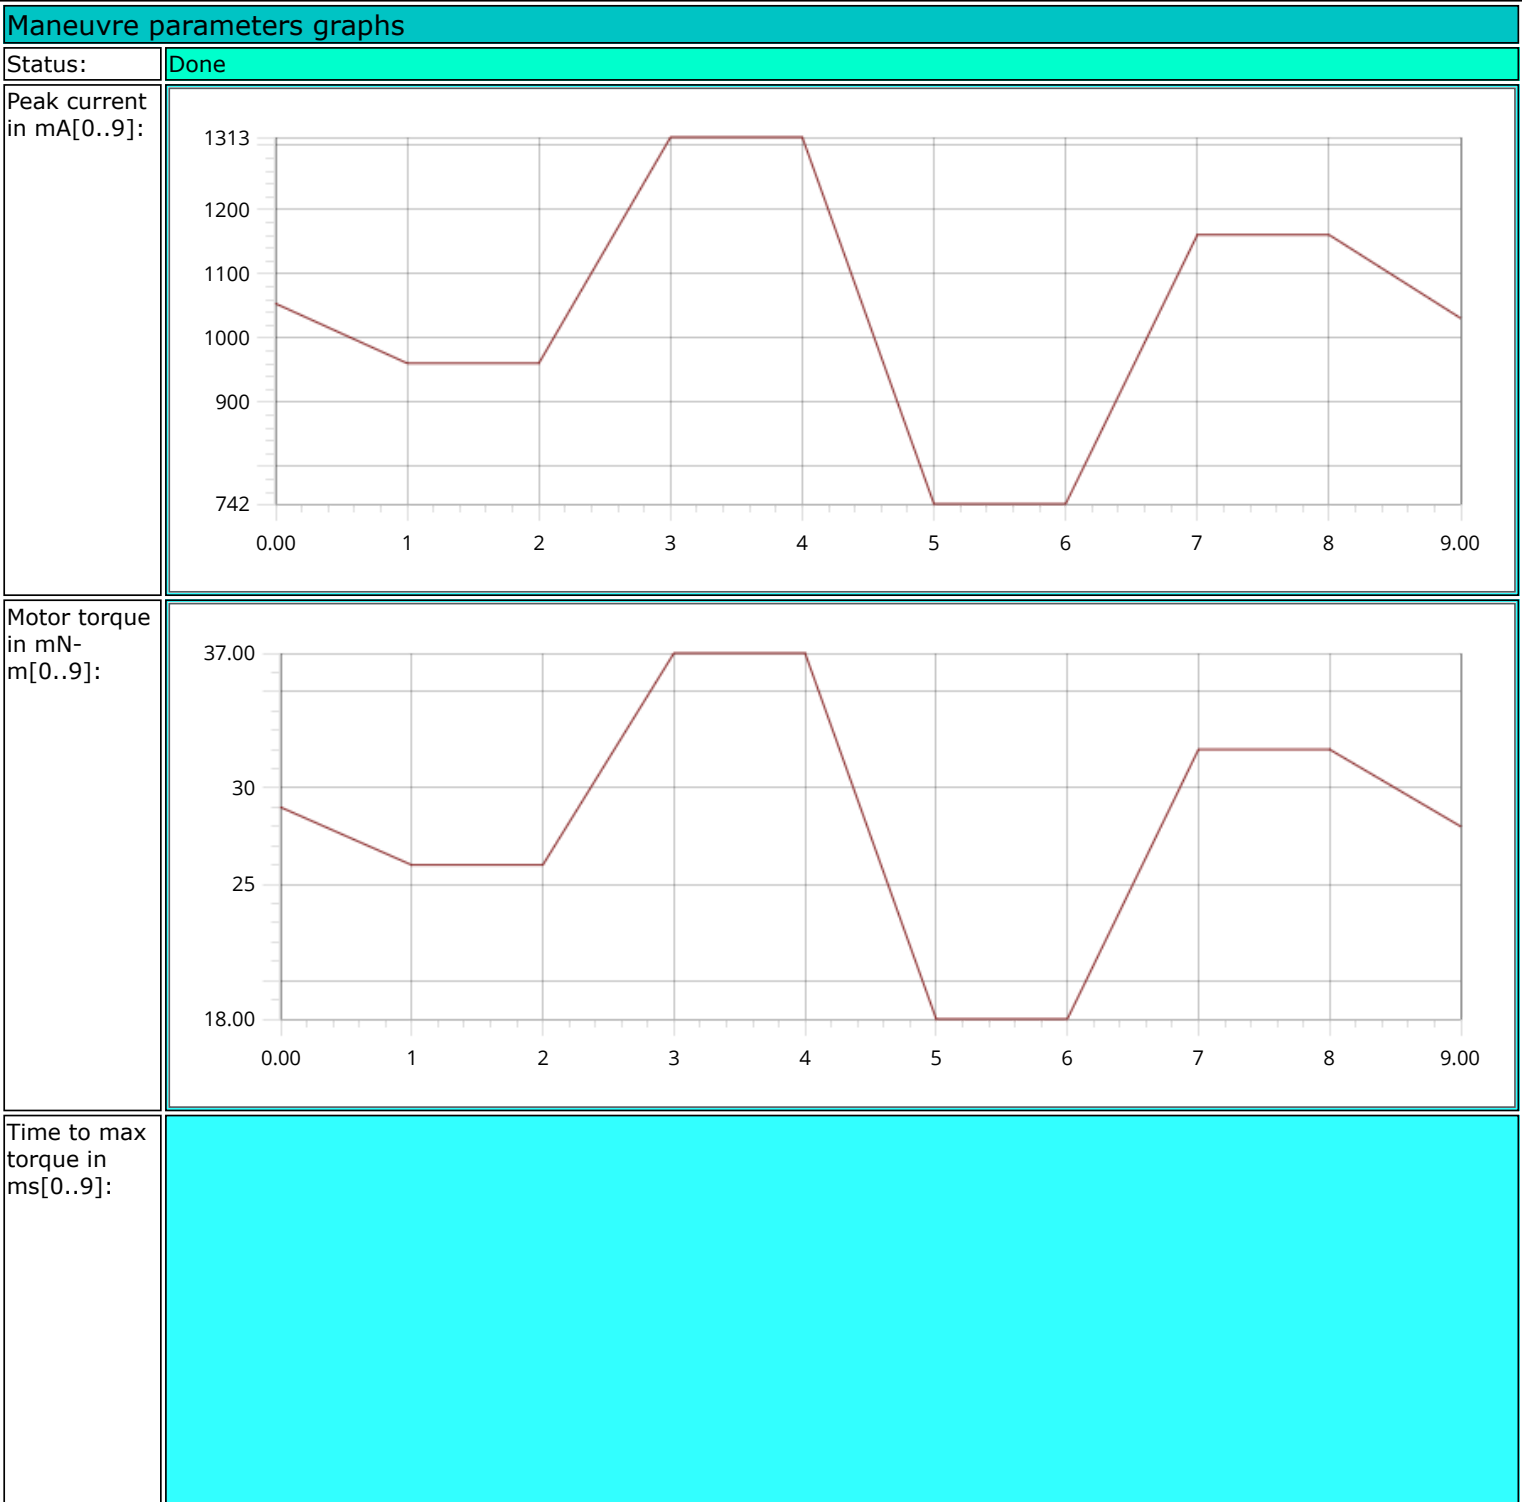 Maneuvre parameters graphs
Status:
Done
Peak current
in mA[0..9]:
1313
1200
1100
1000
900
742
0.00 1 2 3 4 5 6 7 8 9.00
Motor torque
in mN-
m[0..9]:
37.00
30
25
18.00
0.00 1 2 3 4 5 6 7 8 9.00
Time to max
torque in
ms[0..9]: